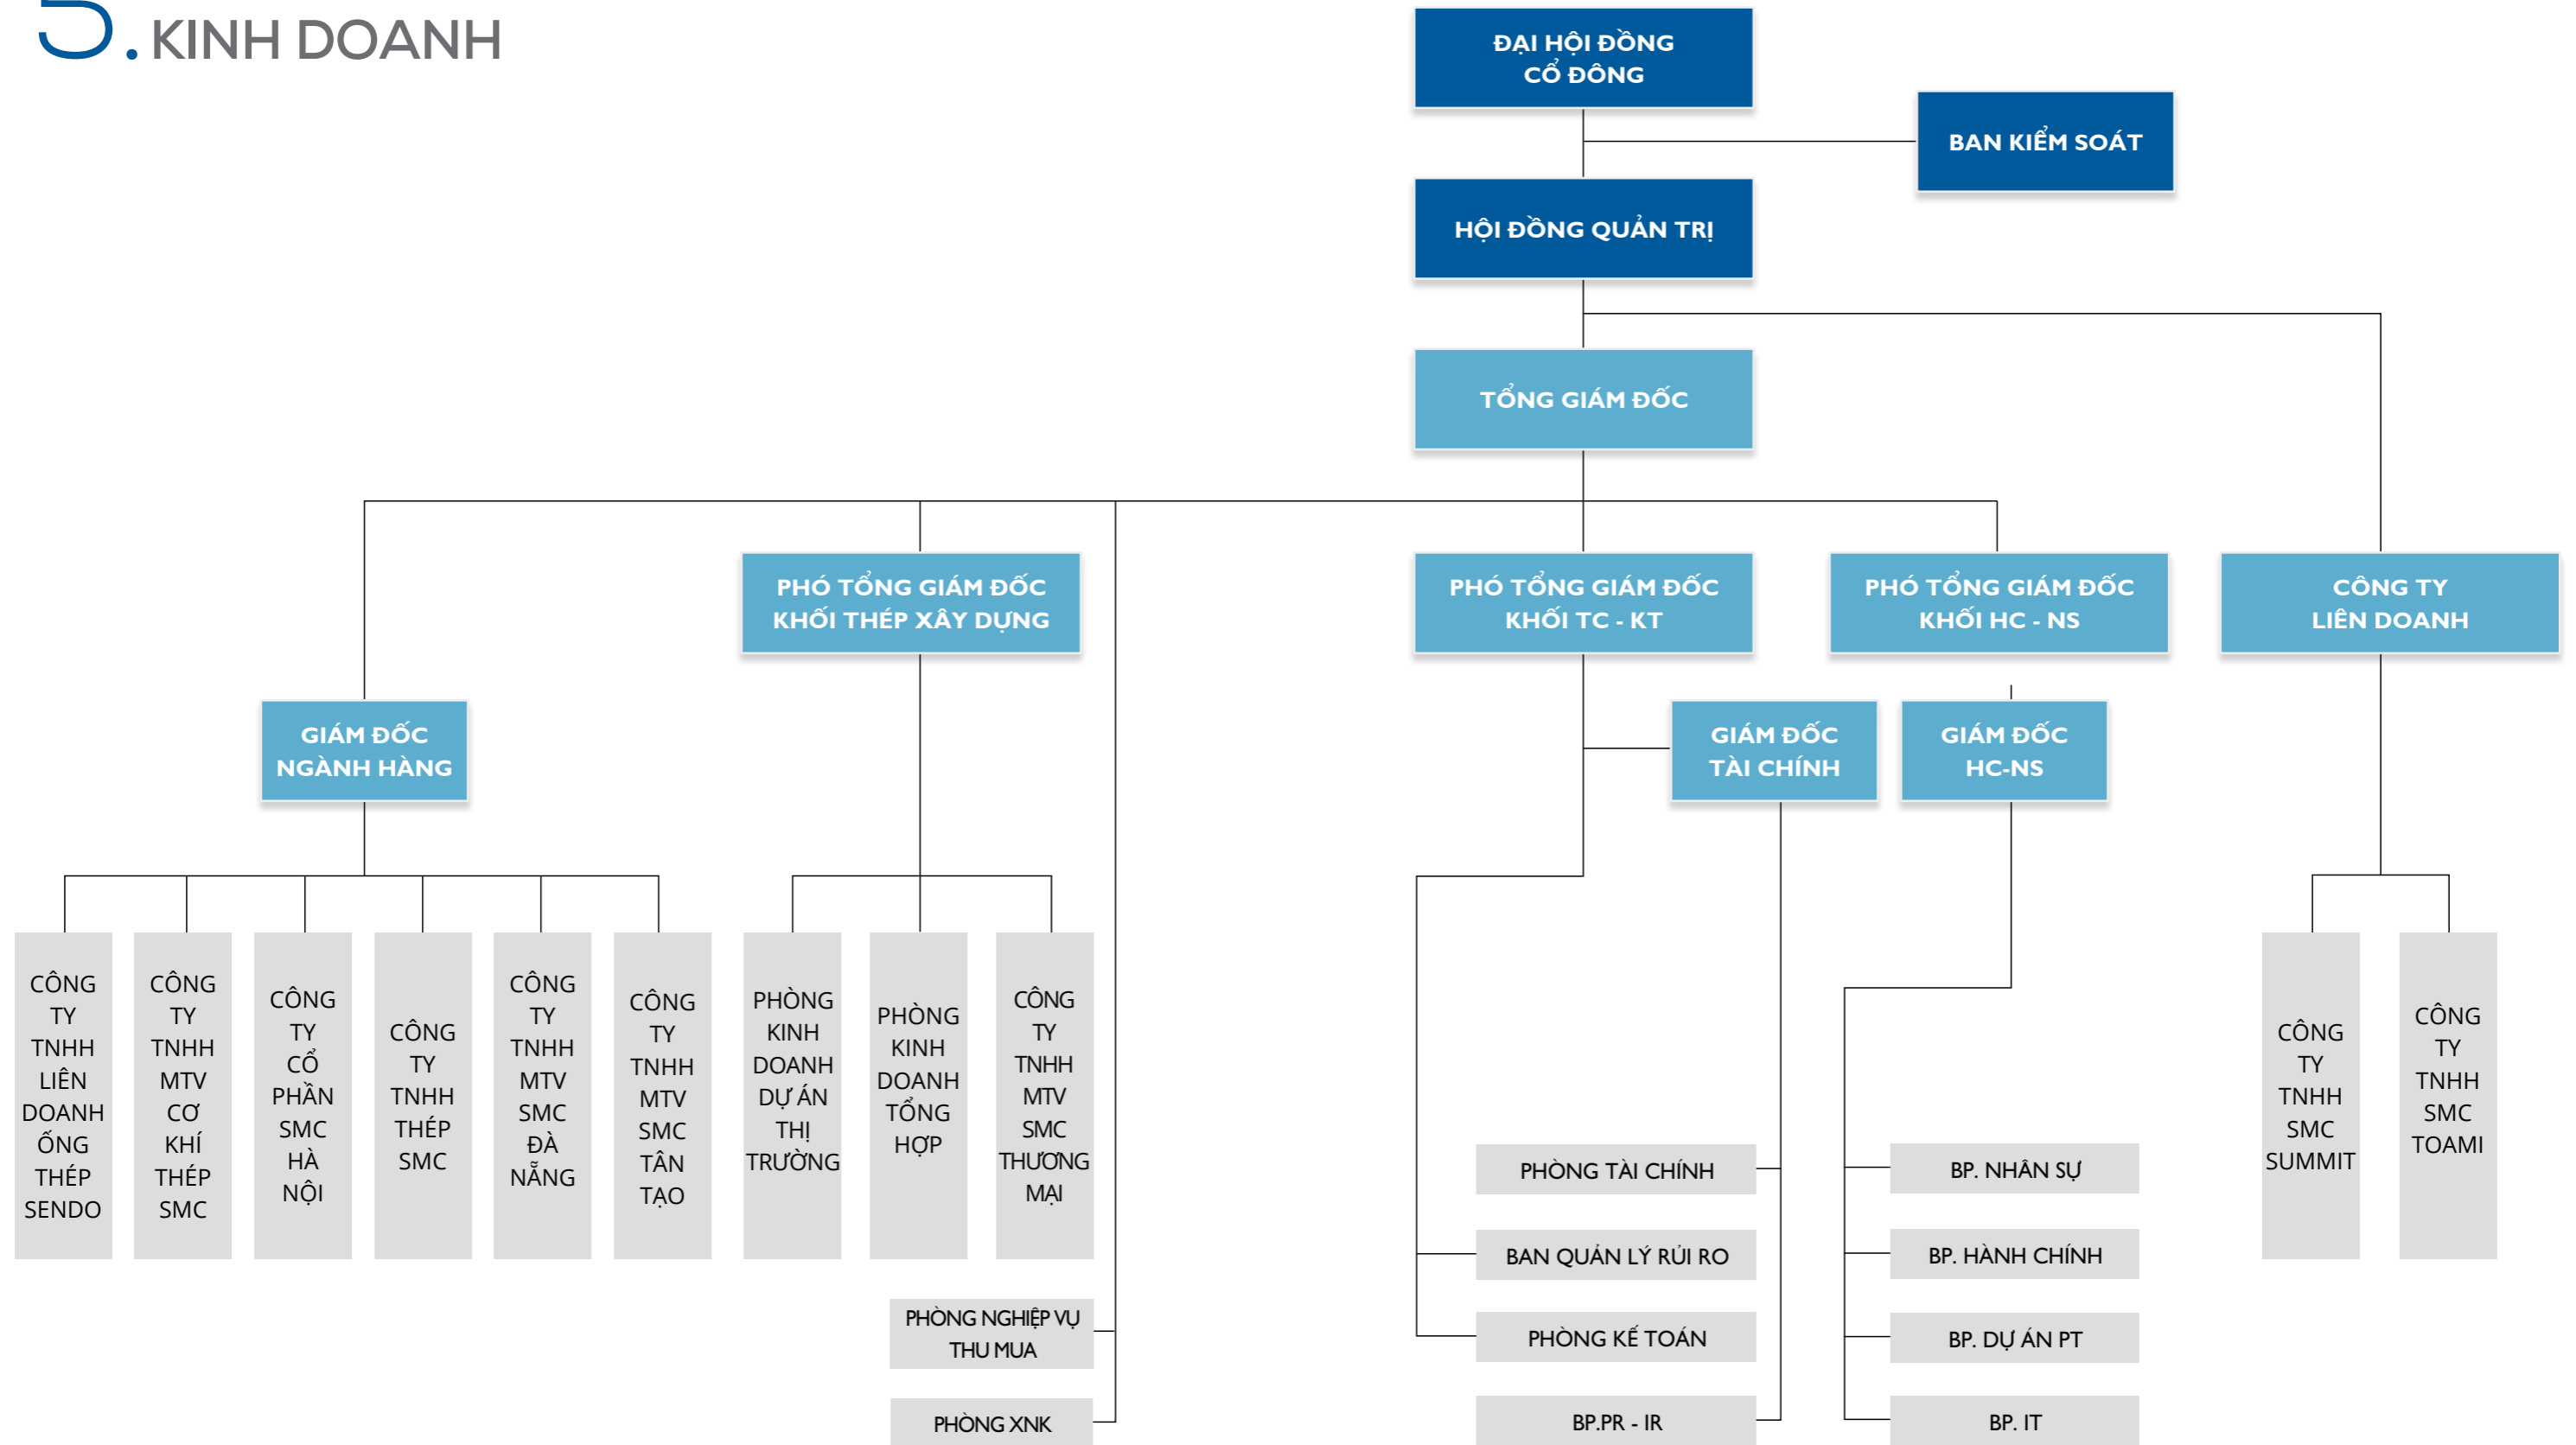 . KINH DOANH
ĐẠI HỘI ĐỒNG
CỔ ĐÔNG
BAN KIỂM SOÁT
HỘI ĐỒNG QUẢN TRỊ
TỔNG GIÁM ĐỐC
PHÓ TỔNG GIÁM ĐỐC
KHỐI THÉP XÂY DỰNG
PHÓ TỔNG GIÁM ĐỐC
KHỐI TC - KT
PHÓ TỔNG GIÁM ĐỐC
KHỐI HC - NS
CÔNG TY
LIÊN DOANH
GIÁM ĐỐC
NGÀNH HÀNG
GIÁM ĐỐC
TÀI CHÍNH
GIÁM ĐỐC
HC-NS
CÔNG
TY
TNHH
LIÊN
DOANH
ỐNG
THÉP
SENDO
CÔNG
TY
TNHH
MTV
CƠ
KHÍ
THÉP
SMC
CÔNG
TY
CỔ
PHẦN
SMC
HÀ
NỘI
CÔNG
TY
TNHH
THÉP
SMC
CÔNG
TY
TNHH
MTV
SMC
ĐÀ
NẴNG
CÔNG
TY
TNHH
MTV
SMC
TÂN
TẠO
PHÒNG
KINH
DOANH
DỰ ÁN
THỊ
TRƯỜNG
PHÒNG
KINH
DOANH
TỔNG
HỢP
CÔNG
TY
TNHH
MTV
SMC
THƯƠNG
MẠI
PHÒNG NGHIỆP VỤ
THU MUA
PHÒNG XNK
PHÒNG TÀI CHÍNH
BAN QUẢN LÝ RỦI RO
PHÒNG KẾ TOÁN
BP.PR - IR
BP. NHÂN SỰ
BP. HÀNH CHÍNH
BP. DỰ ÁN PT
BP. IT
CÔNG
TY
TNHH
SMC
SUMMIT
CÔNG
TY
TNHH
SMC
TOAMI